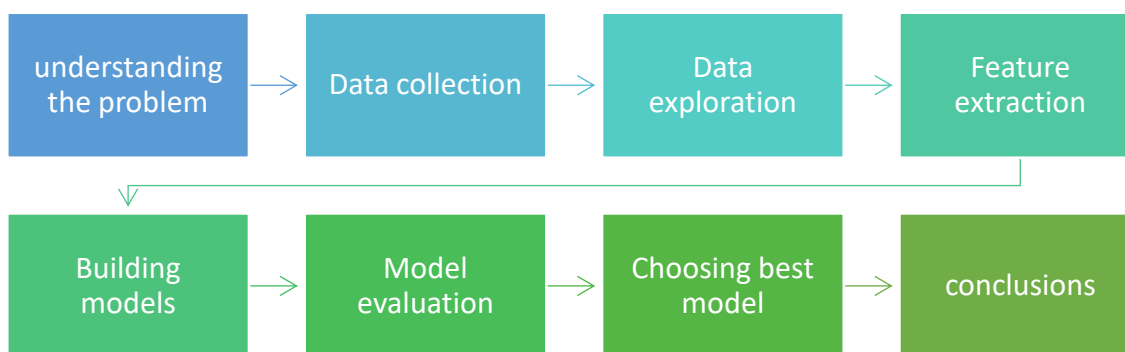 understanding
the problem
Data collection
Data
exploration
Feature
extraction
Building
models
Model
evaluation
Choosing best
model
conclusions